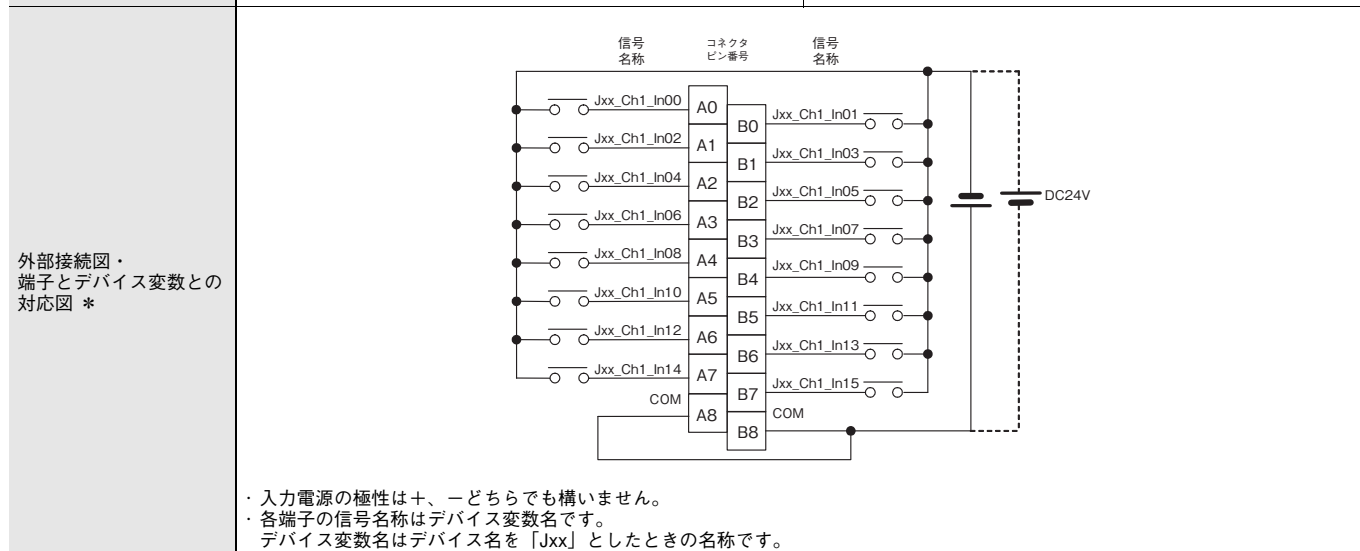 信号
名称
コネクタ
ピン番号
信号
名称
Jxx_Ch1_In00
A0
B0
Jxx_Ch1_In01
Jxx_Ch1_In02
A1
B1
Jxx_Ch1_In03
Jxx_Ch1_In04
A2
B2
Jxx_Ch1_In05
DC24V
Jxx_Ch1_In06
A3
B3
Jxx_Ch1_In07
Jxx_Ch1_In08
A4
B4
Jxx_Ch1_In09
Jxx_Ch1_In10
A5
B5
Jxx_Ch1_In11
Jxx_Ch1_In12
A6
B6
Jxx_Ch1_In13
Jxx_Ch1_In14
A7
B7
Jxx_Ch1_In15
COM
A8
B8
COM
外部接続図・
端子とデバイス変数との
対応図 *
・入力電源の極性は+、-どちらでも構いません。
・各端子の信号名称はデバイス変数名です。
デバイス変数名はデバイス名を「Jxx」としたときの名称です。